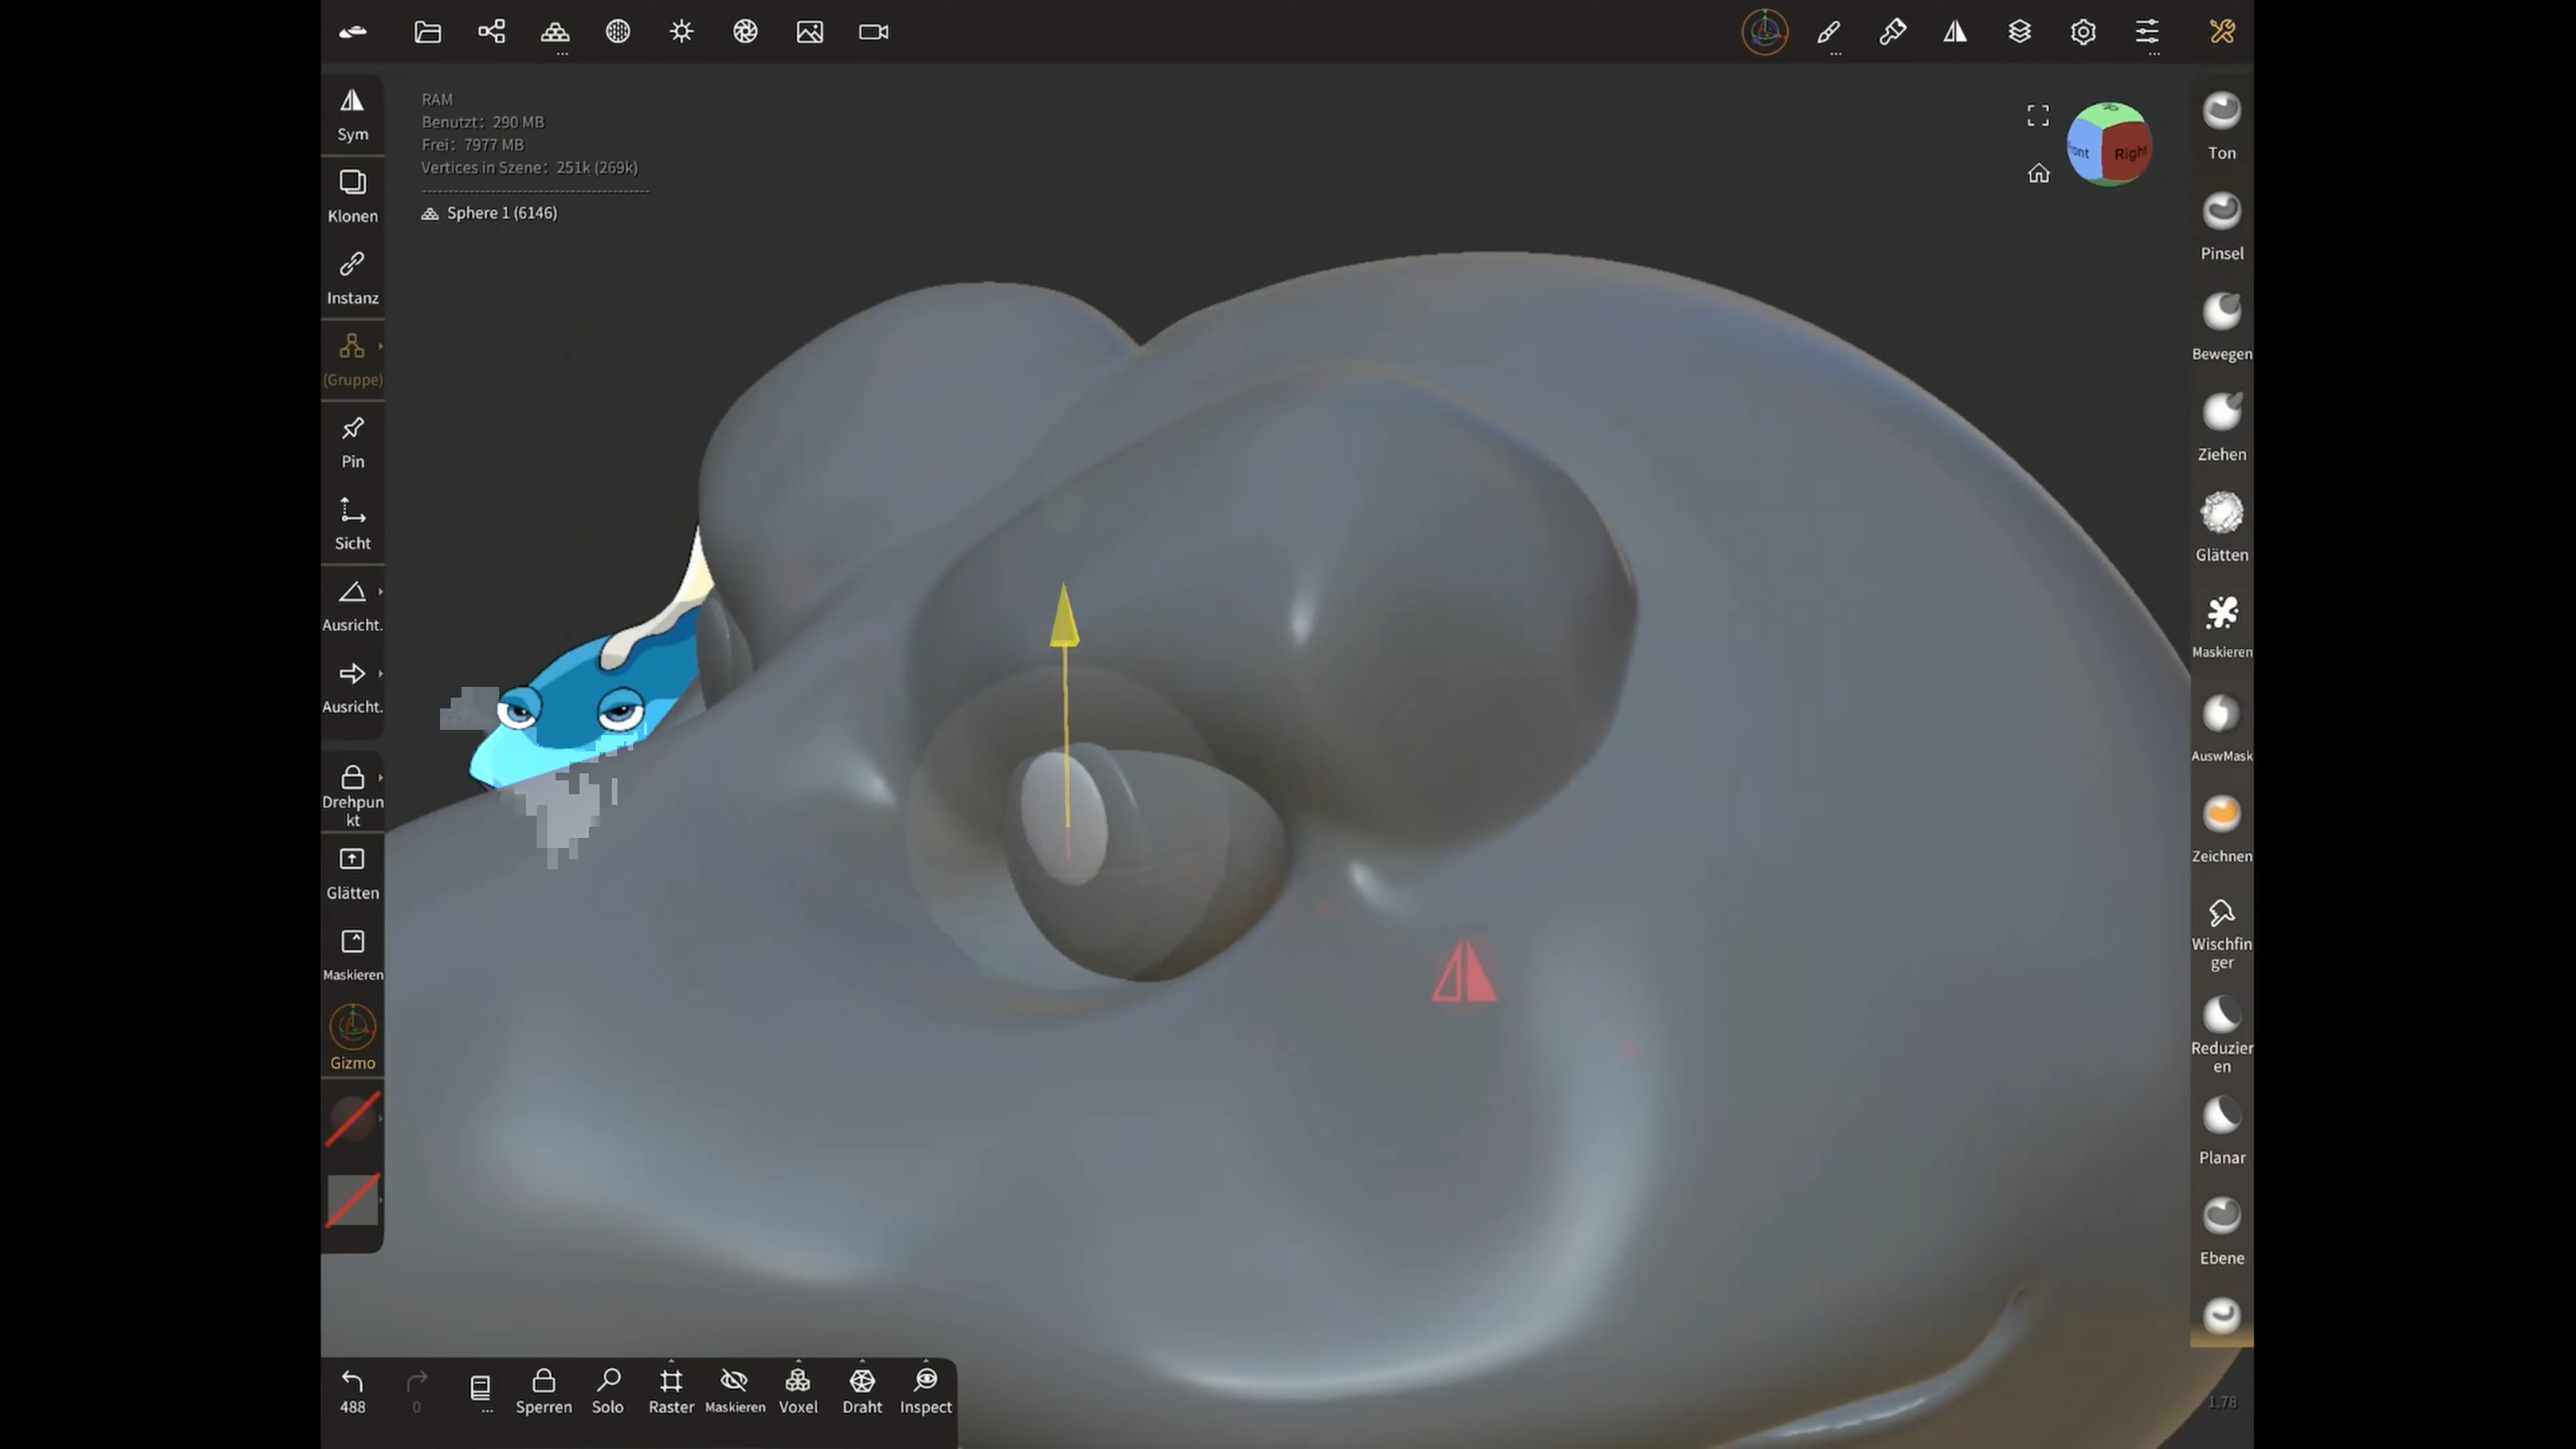 RAM
Benutzt: 290 MB
Frei: 7977 MB
Vertices in Szene: 251k (269k)
Sphere 1 (6146)
Sym
Klonen
Instanz
(Gruppe)
Pin
Sicht
Ausricht.
Ausricht.
Drehpun
kt
Glätten
Maskieren
Gizmo
ront
Right
Ton
Pinsel
Bewegen
Ziehen
Glätten
Maskieren
AuswMask
Zeichnen
Wischfin
ger
Reduzier
en
Planar
Ebene
488
0
...
Sperren
Solo
Raster
Maskieren
Voxel
Draht
Inspect
1.78